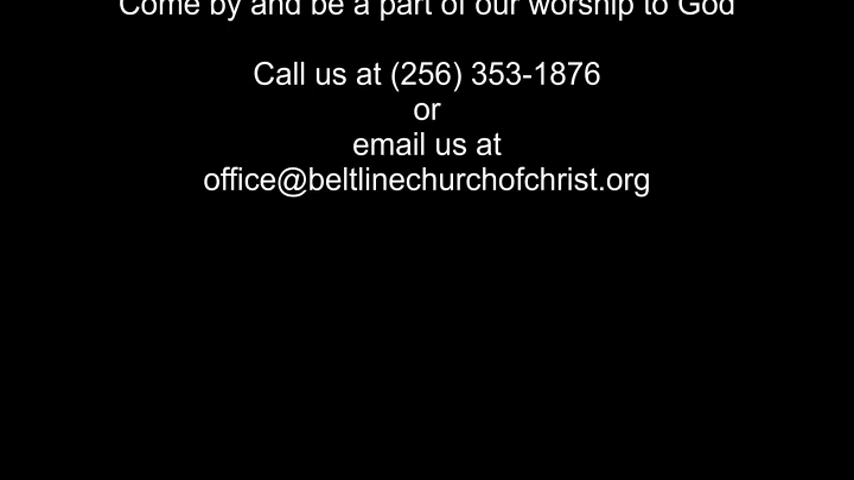 Come by and be a part of our worship to God
Call us at (256) 353-1876
or
email us at
office@beltlinechurchofchrist.org